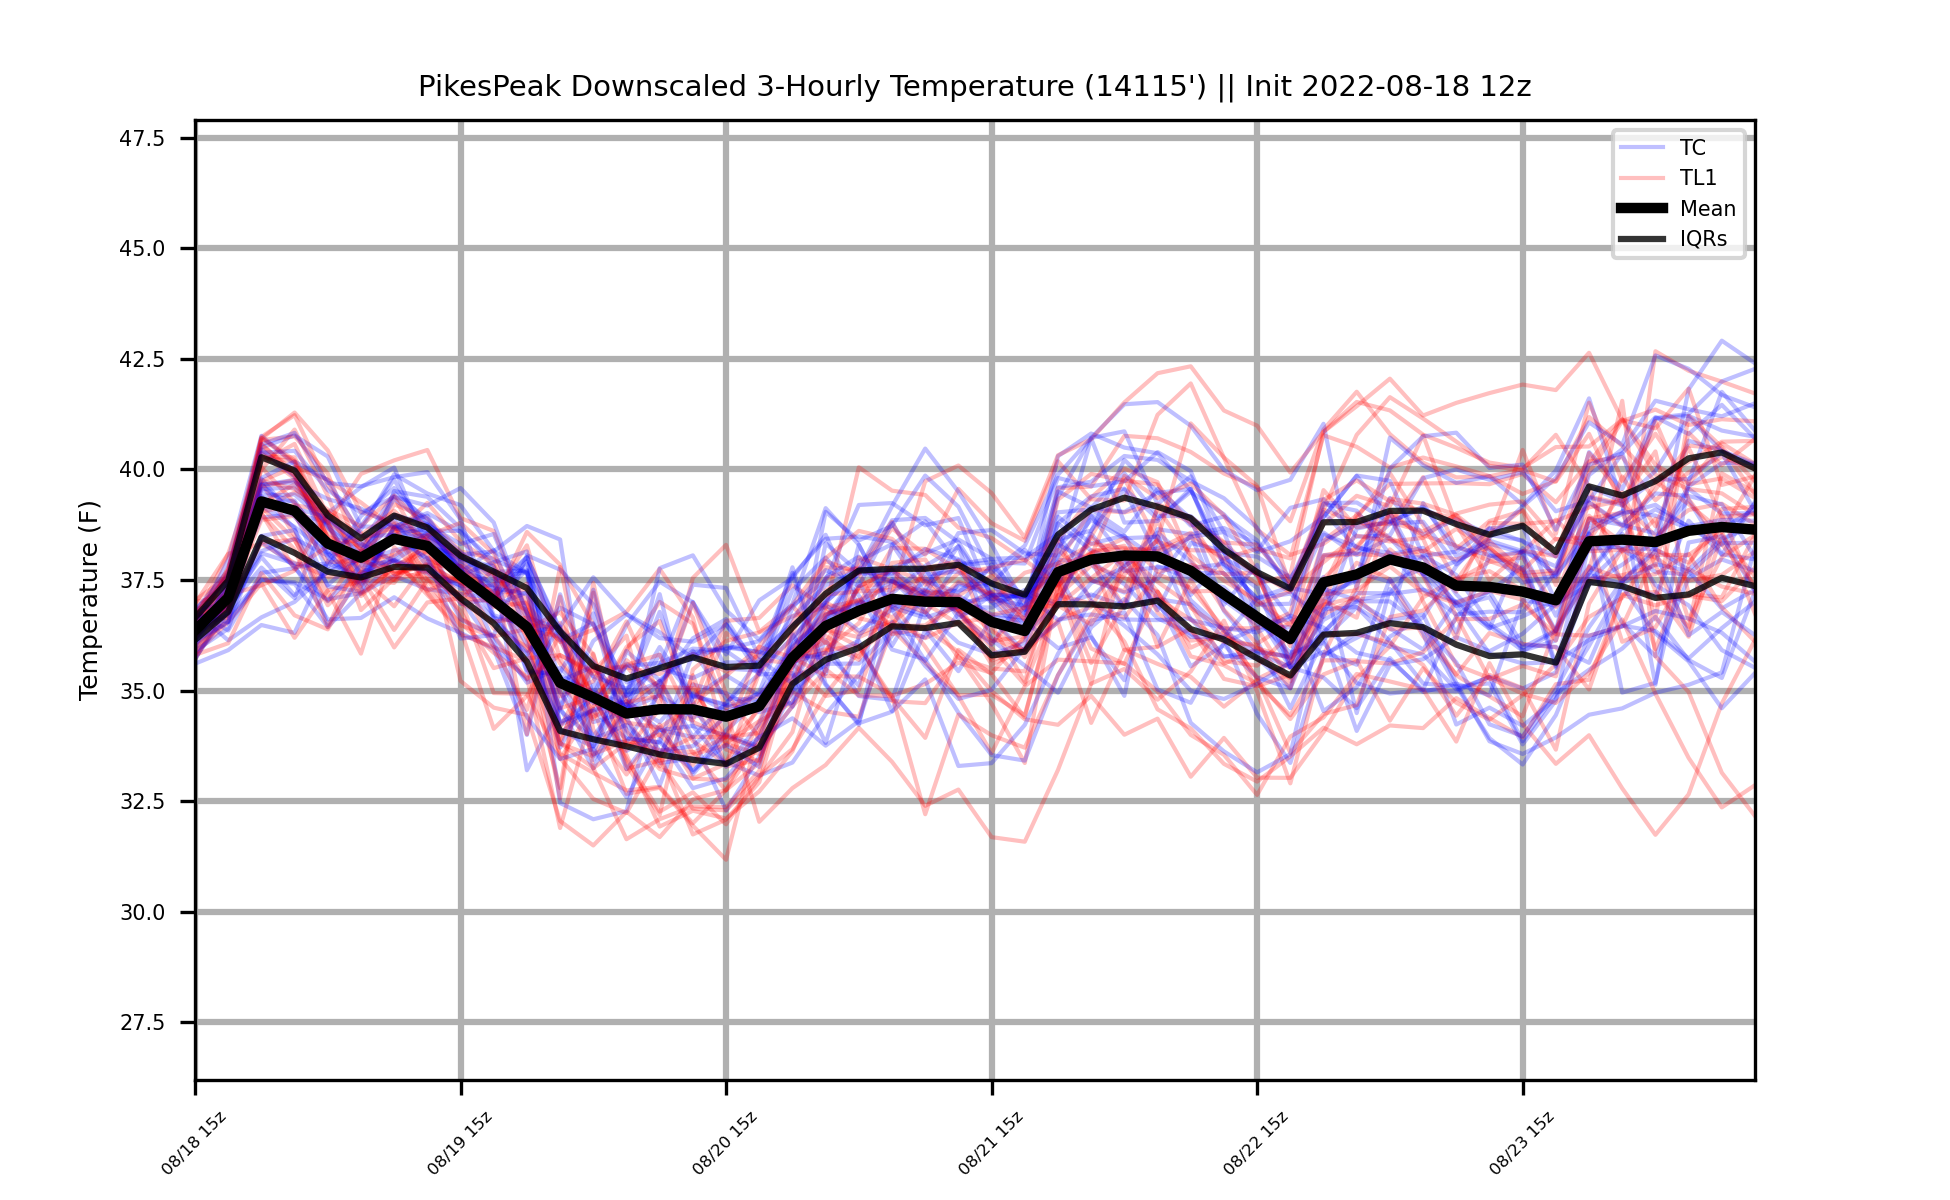 PikesPeak Downscaled 3-Hourly Temperature (14115') || Init 2022-08-18 12z
TC
TL1
Mean
IQRs
Temperature (F)
47.5
45.0
42.5
40.0
37.5
35.0
32.5
30.0
27.5
08/18 15z
08/19 15z
08/20 15z
08/21 15z
08/22 15z
08/23 15z